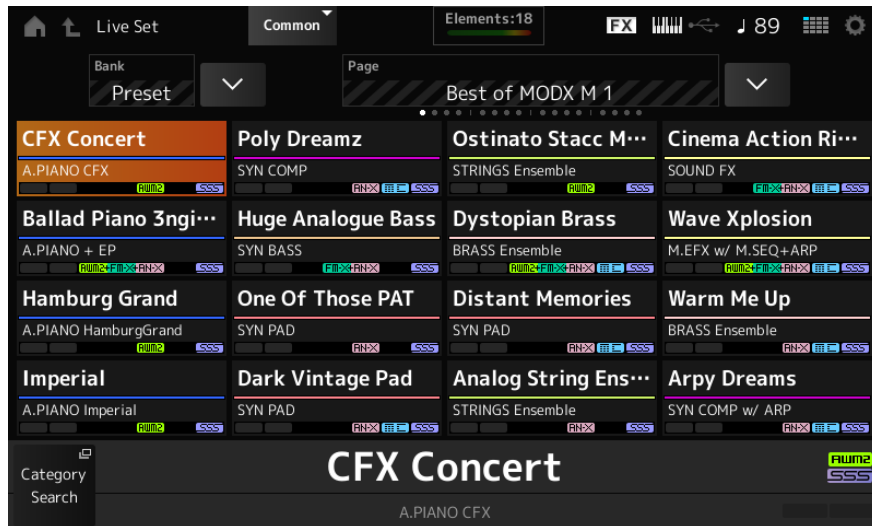 Live Set
Common
Elements:18
FX
♩ 89
Bank
Preset
Page
Best of MODX M 1
CFX Concert
A.PIANO CFX
AWM2 SSS
Poly Dreamz
SYN COMP
AN-X SSS
Ostinato Stacc M⋯
STRINGS Ensemble
AWM2 SSS
Cinema Action Ri⋯
SOUND FX
FM-X+AN-X SSS
Ballad Piano 3ngi⋯
A.PIANO + EP
AWM2+FM-X+AN-X SSS
Huge Analogue Bass
SYN BASS
FM-X+AN-X SSS
Dystopian Brass
BRASS Ensemble
AWM2+FM-X+AN-X SSS
Wave Xplosion
M.EFX w/ M.SEQ+ARP
AWM2+FM-X+AN-X SSS
Hamburg Grand
A.PIANO HamburgGrand
AWM2 SSS
One Of Those PAT
SYN PAD
AN-X SSS
Distant Memories
SYN PAD
AN-X SSS
Warm Me Up
BRASS Ensemble
AN-X SSS
Imperial
A.PIANO Imperial
AWM2 SSS
Dark Vintage Pad
SYN PAD
AN-X SSS
Analog String Ens⋯
STRINGS Ensemble
AN-X SSS
Arpy Dreams
SYN COMP w/ ARP
AN-X SSS
Category
Search
CFX Concert
AWM2
SSS
A.PIANO CFX